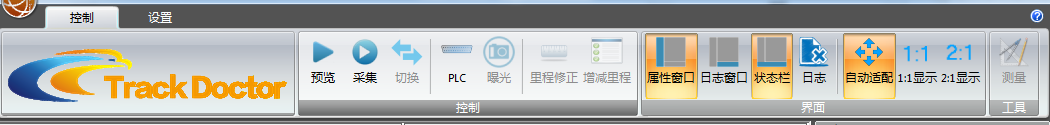 控制 设置
Track Doctor
预览 采集 切换 PLC 曝光 里程修正 增减里程 属性窗口 日志窗口 状态栏 日志 自动适配 1:1 1:1显示 2:1 2:1显示 测量
控制 界面 工具